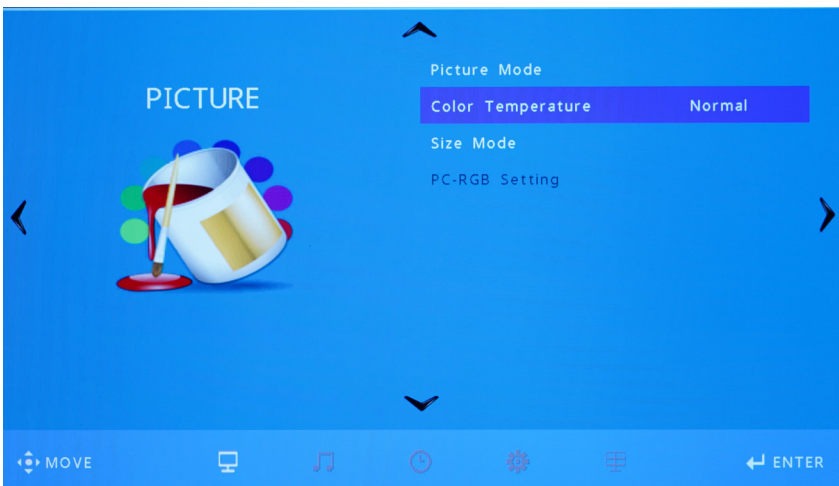 PICTURE
Picture Mode
Color Temperature Normal
Size Mode
PC-RGB Setting
MOVE
ENTER